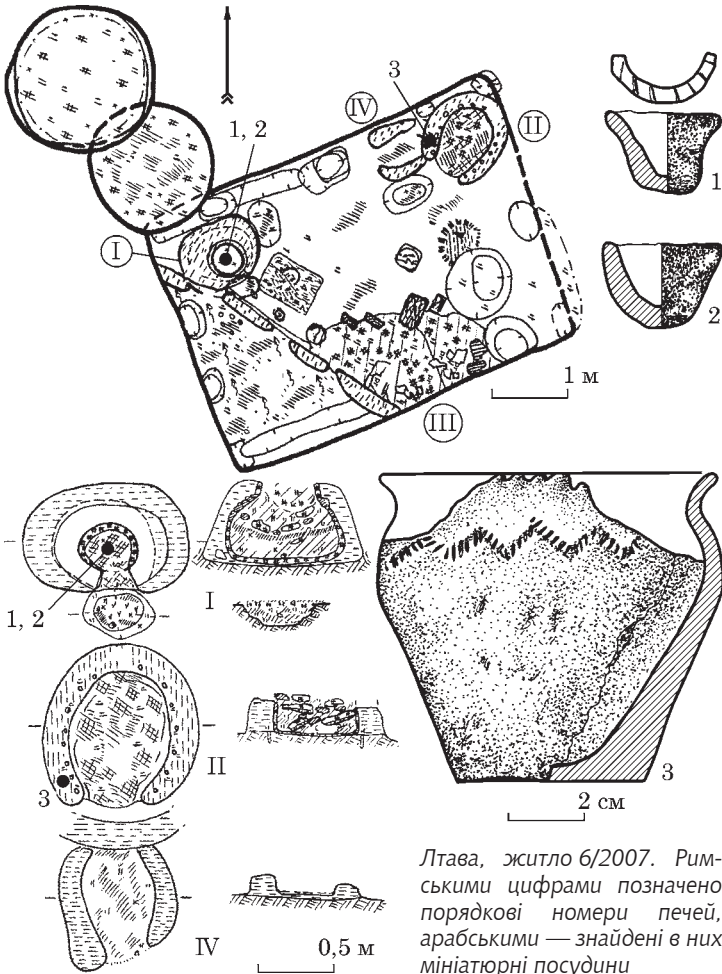 3
IV
II
1, 2
1
I
2
1 м
III
1, 2
I
II
3
3
2 см
IV
0,5 м
Лтава, житло 6/2007. Рим-
ськими цифрами позначено
порядкові номери печей,
арабськими — знайдені в них
мініатюрні посудини